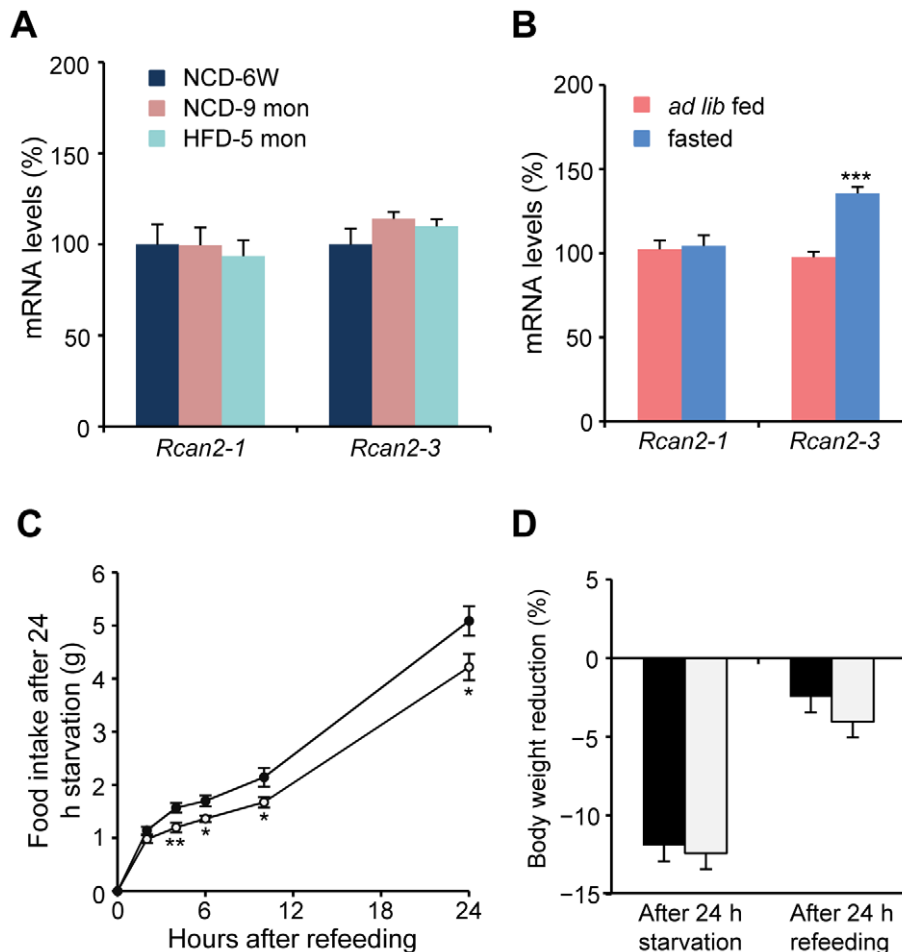 A
200
150
100
50
0
mRNA levels (%)
NCD-6W
NCD-9 mon
HFD-5 mon
Rcan2-1 Rcan2-3
B
200
150
100
50
0
mRNA levels (%)
ad lib fed
fasted
***
Rcan2-1 Rcan2-3
C
6
5
4
3
2
1
0
Food intake after 24
h starvation (g)
** * * *
0 6 12 18 24
Hours after refeeding
D
5
0
−5
−10
−15
Body weight reduction (%)
After 24 h After 24 h
starvation refeeding